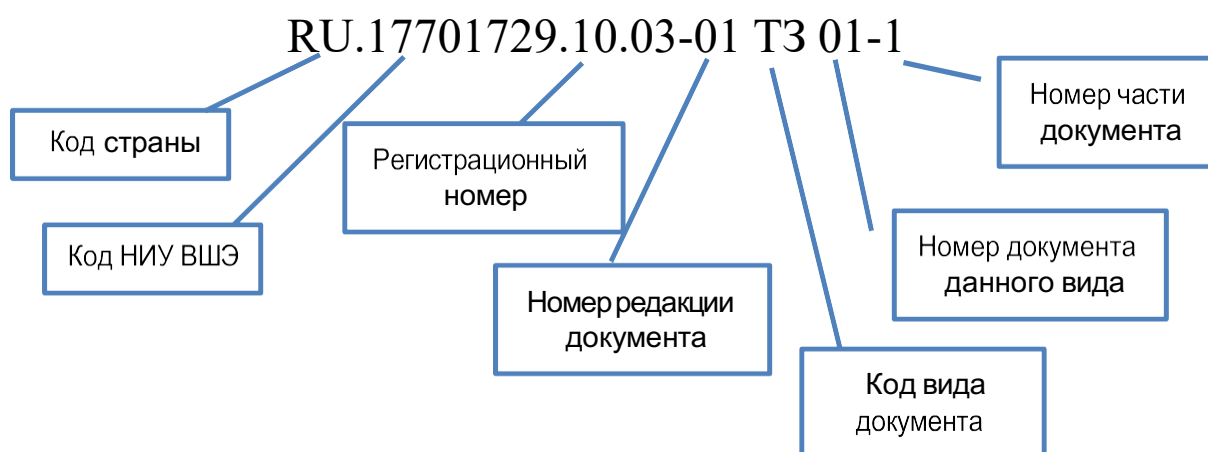 RU.17701729.10.03-01 ТЗ 01-1
Код страны
Код НИУ ВШЭ
Регистрационный
номер
Номер редакции
документа
Код вида
документа
Номер документа
данного вида
Номер части
документа